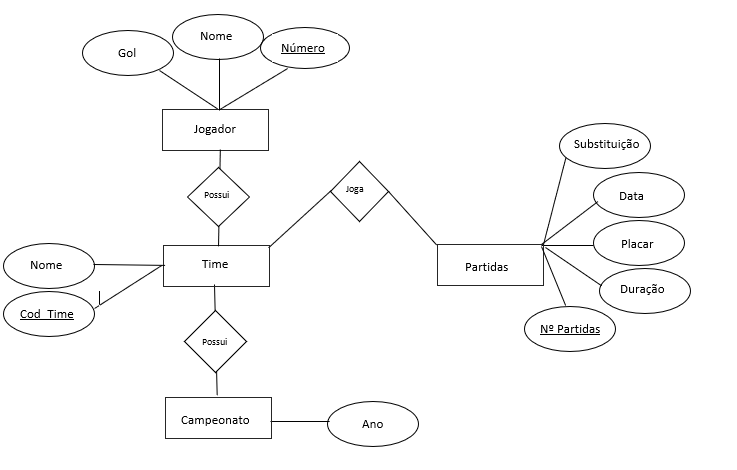 Nome
Gol
Número
Jogador
Substituição
Possui
Joga
Data
Placar
Nome
Time
Partidas
Duração
Cod_Time
Nº Partidas
Possui
Campeonato
Ano